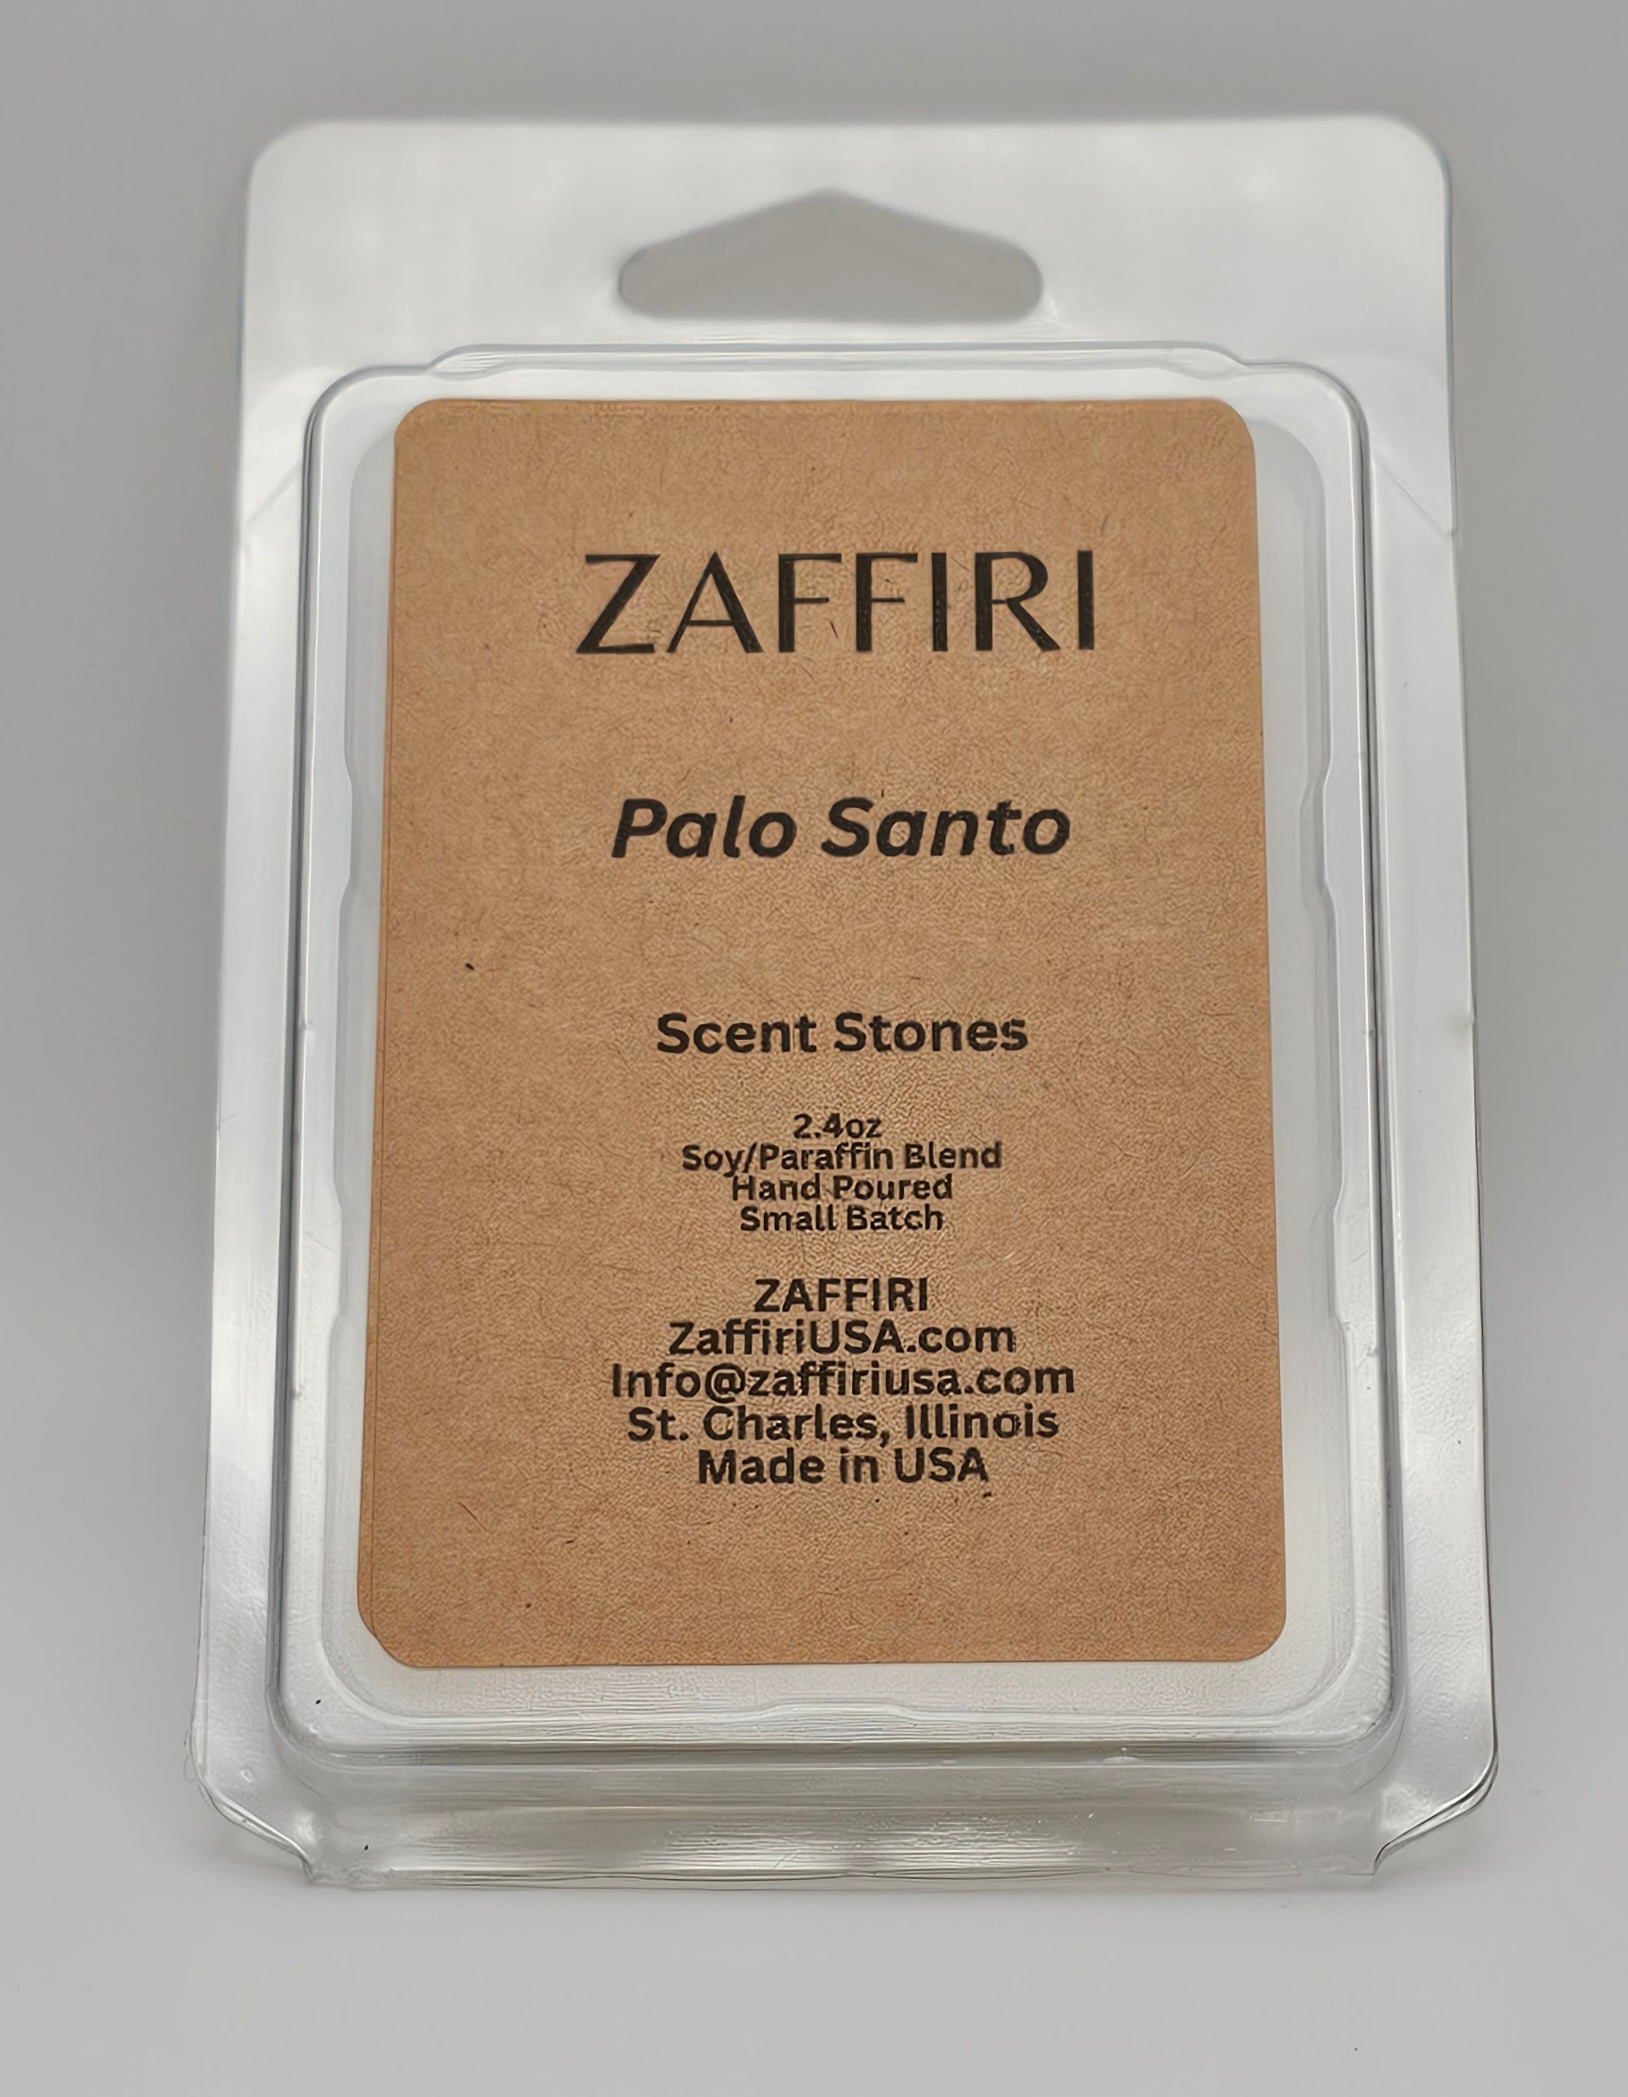 ZAFFIRI
Palo Santo
Scent Stones
2.4oz
Soy/Paraffin Blend
Hand Poured
Small Batch
ZAFFIRI
ZaffiriUSA.com
Info@zaffiriusa.com
St. Charles, Illinois
Made in USA